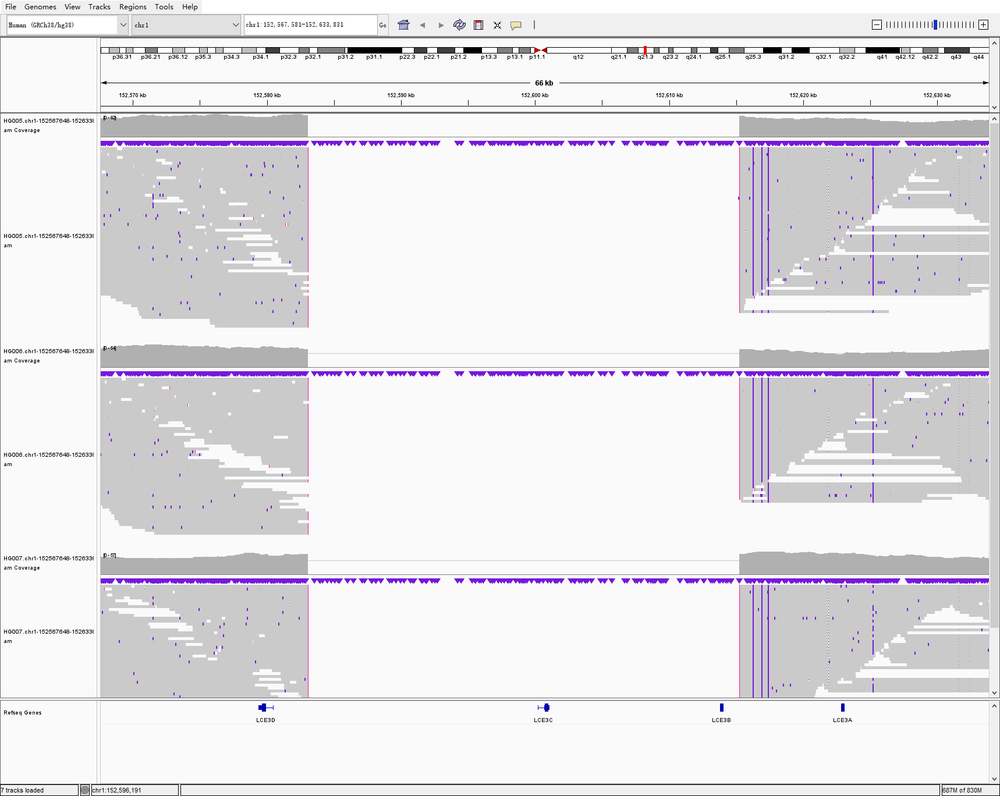 File Genomes View Tracks Regions Tools Help
Human (GRCh38/hg38) chr1 chr1:152,567,581-152,633,831 Go
p36.31 p36.21 p36.12 p35.3 p34.3 p34.1 p32.3 p32.1 p31.2 p31.1 p22.3 p22.1 p21.2 p13.3 p13.1 p11.1 q12 q21.1 q21.3 q23.2 q24.1 q25.1 q25.3 q31.2 q32.1 q32.2 q41 q42.12 q42.2 q43 q44
66 kb
152,570 kb 152,580 kb 152,590 kb 152,600 kb 152,610 kb 152,620 kb 152,630 kb
HG005.chr1-152567648-1526338
am Coverage
[0-62]
HG005.chr1-152567648-1526338
am
HG006.chr1-152567648-1526338
am Coverage
[0-54]
HG006.chr1-152567648-1526338
am
HG007.chr1-152567648-1526338
am Coverage
[0-57]
HG007.chr1-152567648-1526338
am
Refseq Genes
LCE3D LCE3C LCE3B LCE3A
7 tracks loaded chr1:152,596,191 687M of 830M